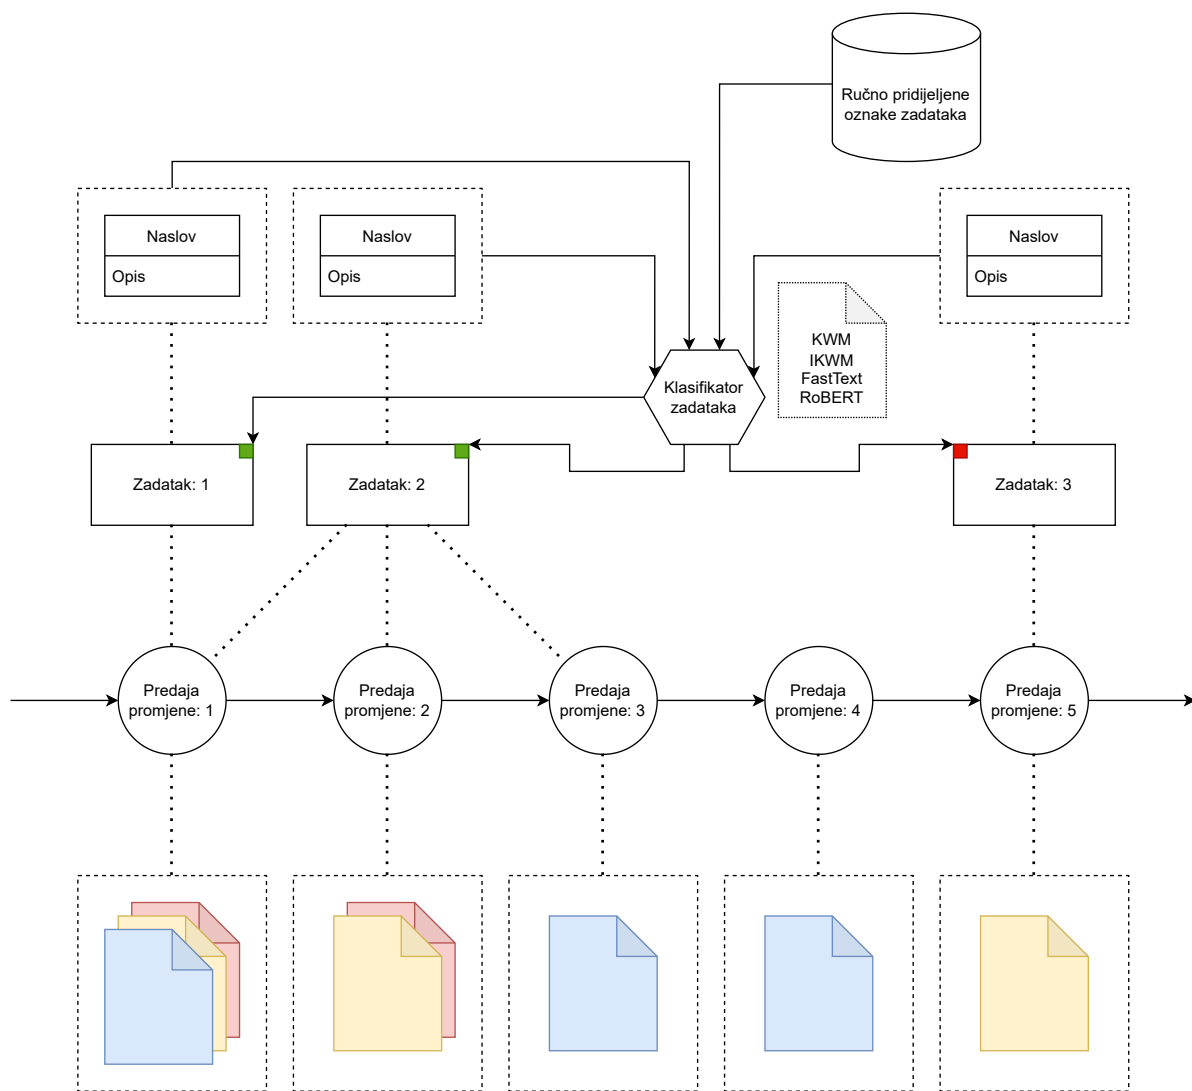 Ručno pridijeljene
oznake zadataka
Naslov
Opis
Naslov
Opis
Naslov
Opis
KWM
IKWM
FastText
RoBERT
Klasifikator
zadataka
Zadatak: 1
Zadatak: 2
Zadatak: 3
Predaja
promjene: 1
Predaja
promjene: 2
Predaja
promjene: 3
Predaja
promjene: 4
Predaja
promjene: 5